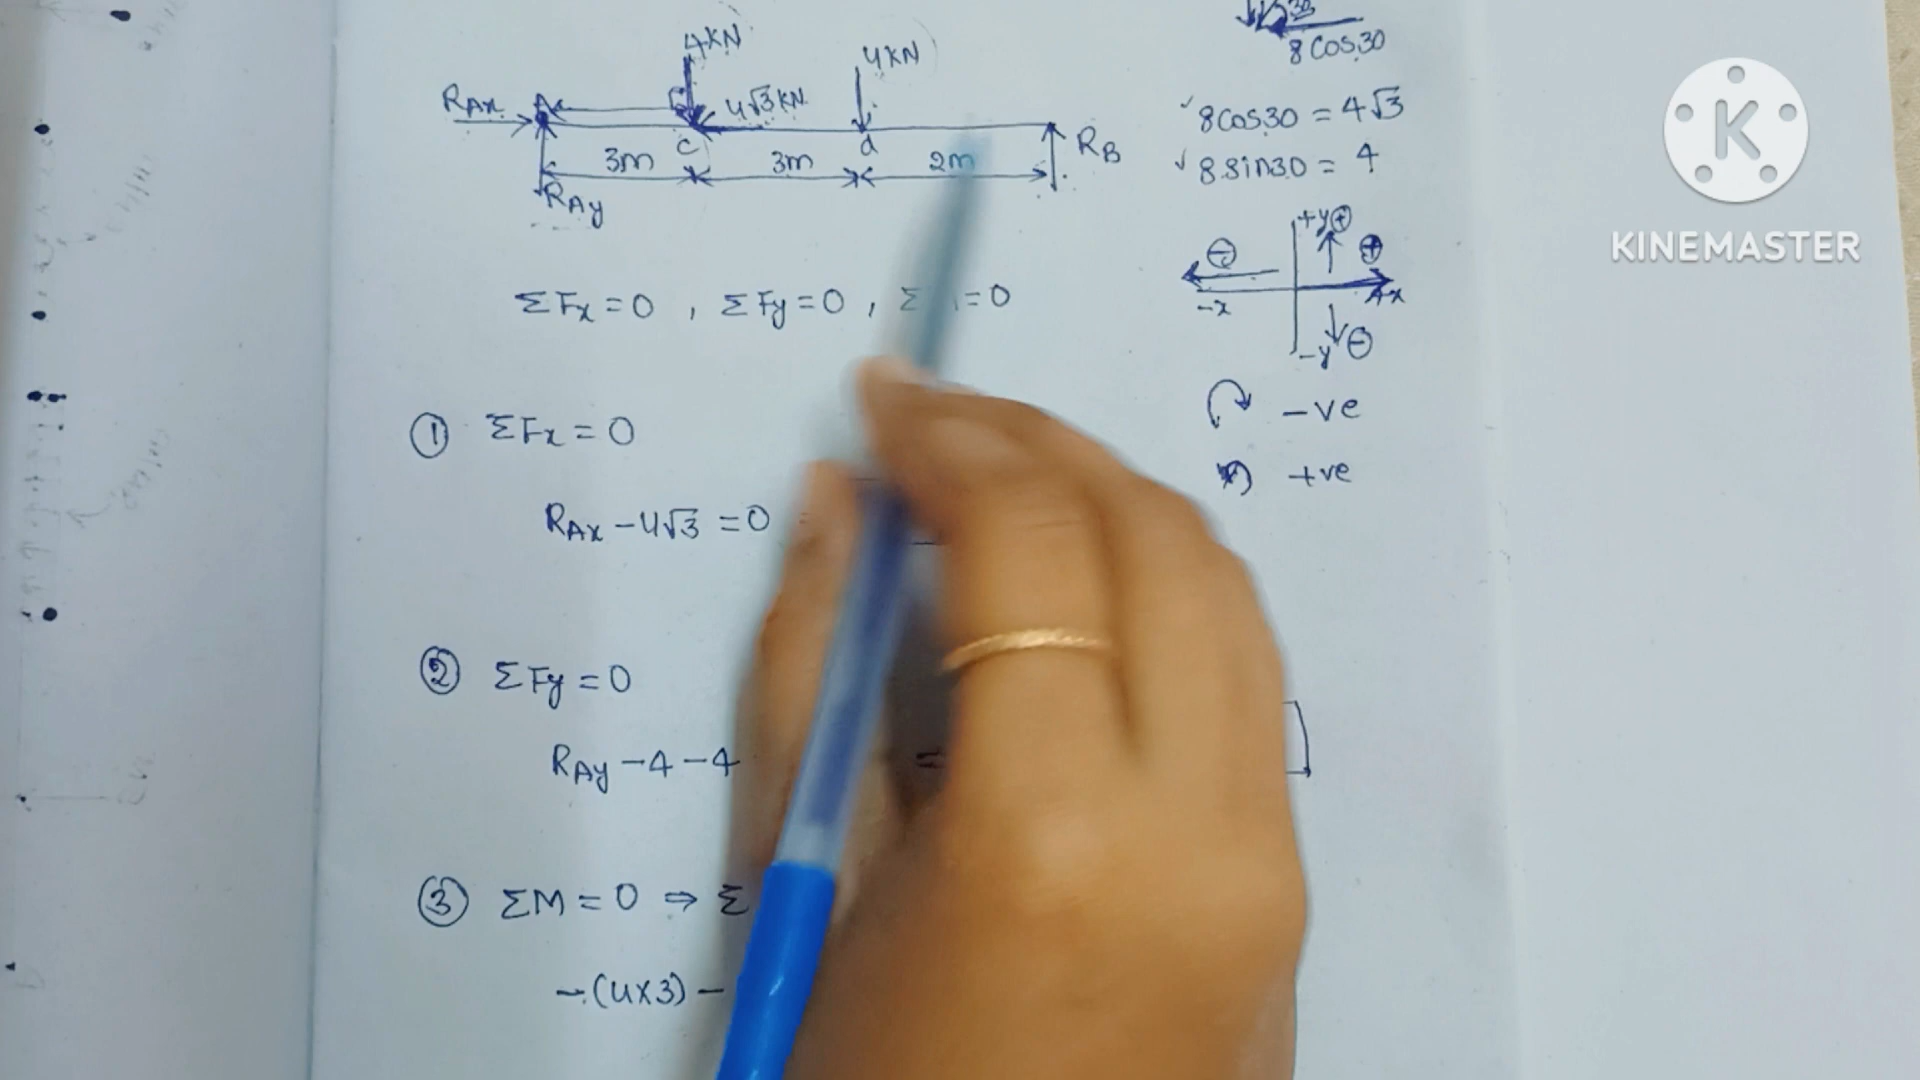 8 cos30
4KN
4KN
RAx A 4√3KN RB
8cos30 = 4√3
C d
3m 3m 2m
8sin30 = 4
RAy
K
KINEMASTER
+y
-x
-y
ΣFx = 0 , ΣFy = 0 , Σ = 0
-ve
+ve
① ΣFx = 0
RAx - 4√3 = 0
② ΣFy = 0
RAy - 4 - 4 =
③ ΣM = 0 ⇒ Σ
- (4x3) -